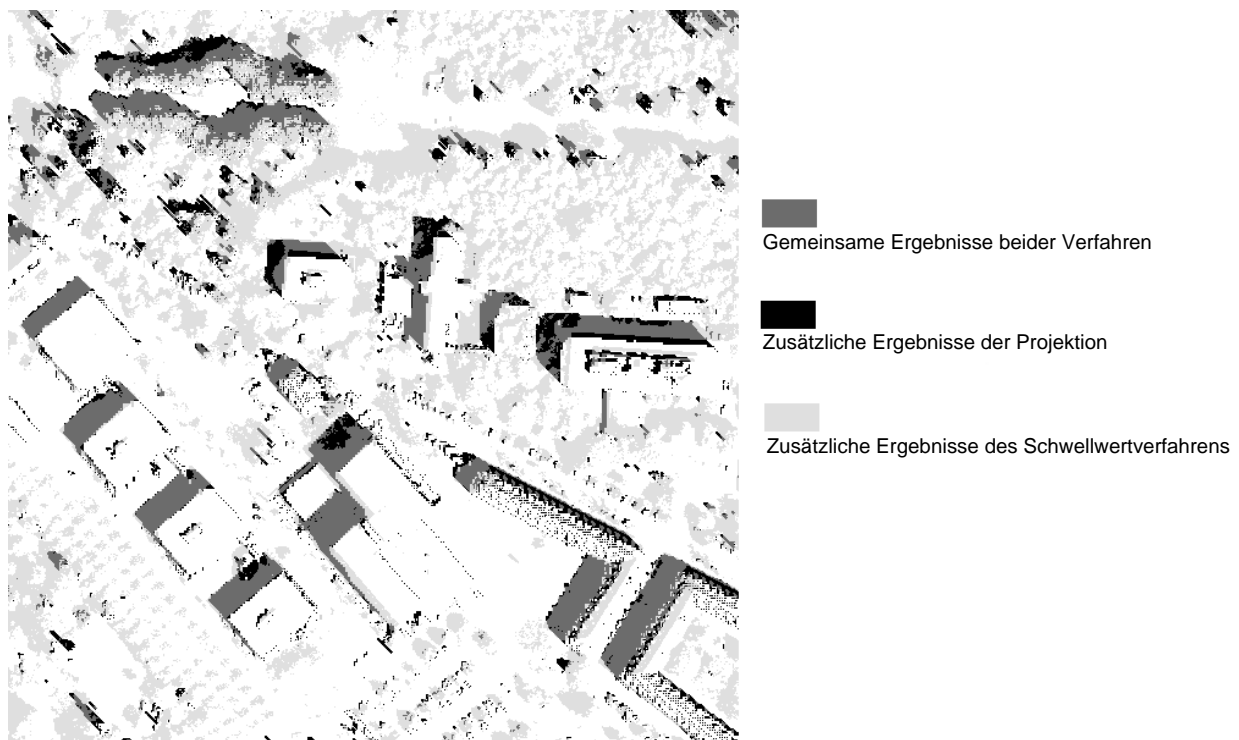 Gemeinsame Ergebnisse beider Verfahren
Zusätzliche Ergebnisse der Projektion
Zusätzliche Ergebnisse des Schwellwertverfahrens